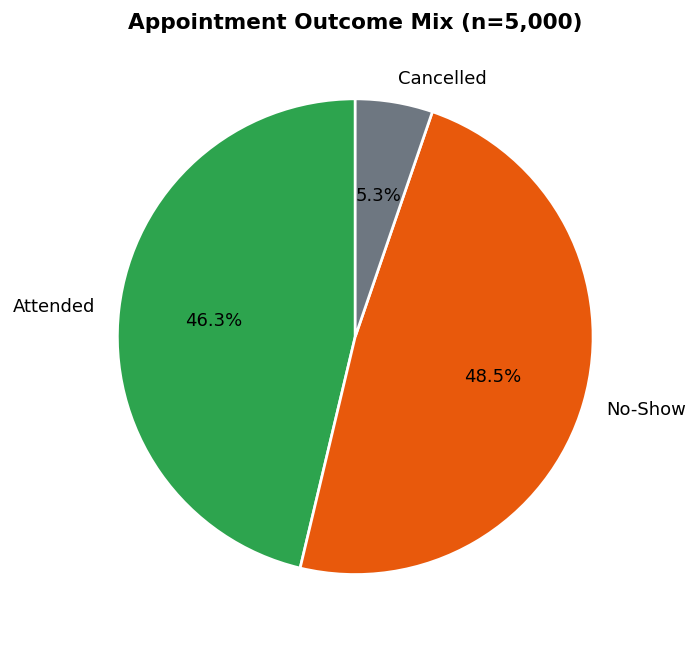 Appointment Outcome Mix (n=5,000)
Cancelled
5.3%
Attended
46.3%
48.5%
No-Show